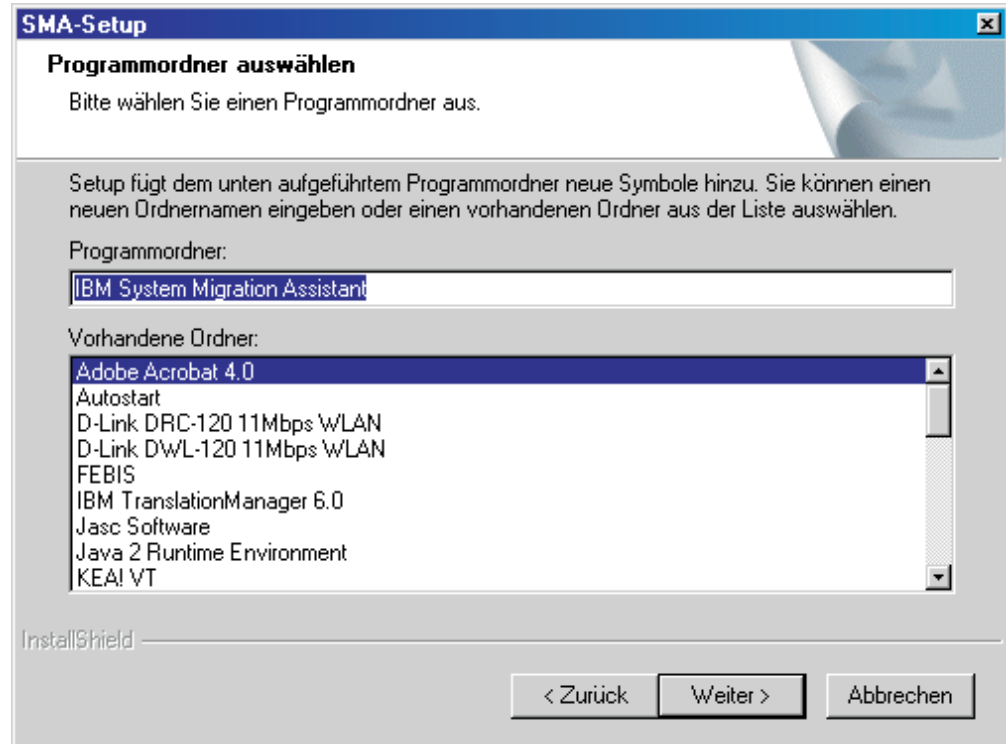 SMA-Setup
Programmordner auswählen
Bitte wählen Sie einen Programmordner aus.
Setup fügt dem unten aufgeführtem Programmordner neue Symbole hinzu. Sie können einen
neuen Ordnernamen eingeben oder einen vorhandenen Ordner aus der Liste auswählen.
Programmordner:
IBM System Migration Assistant
Vorhandene Ordner:
Adobe Acrobat 4.0
Autostart
D-Link DRC-120 11Mbps WLAN
D-Link DWL-120 11Mbps WLAN
FEBIS
IBM TranslationManager 6.0
Jasc Software
Java 2 Runtime Environment
KEA! VT
InstallShield
< Zurück
Weiter >
Abbrechen